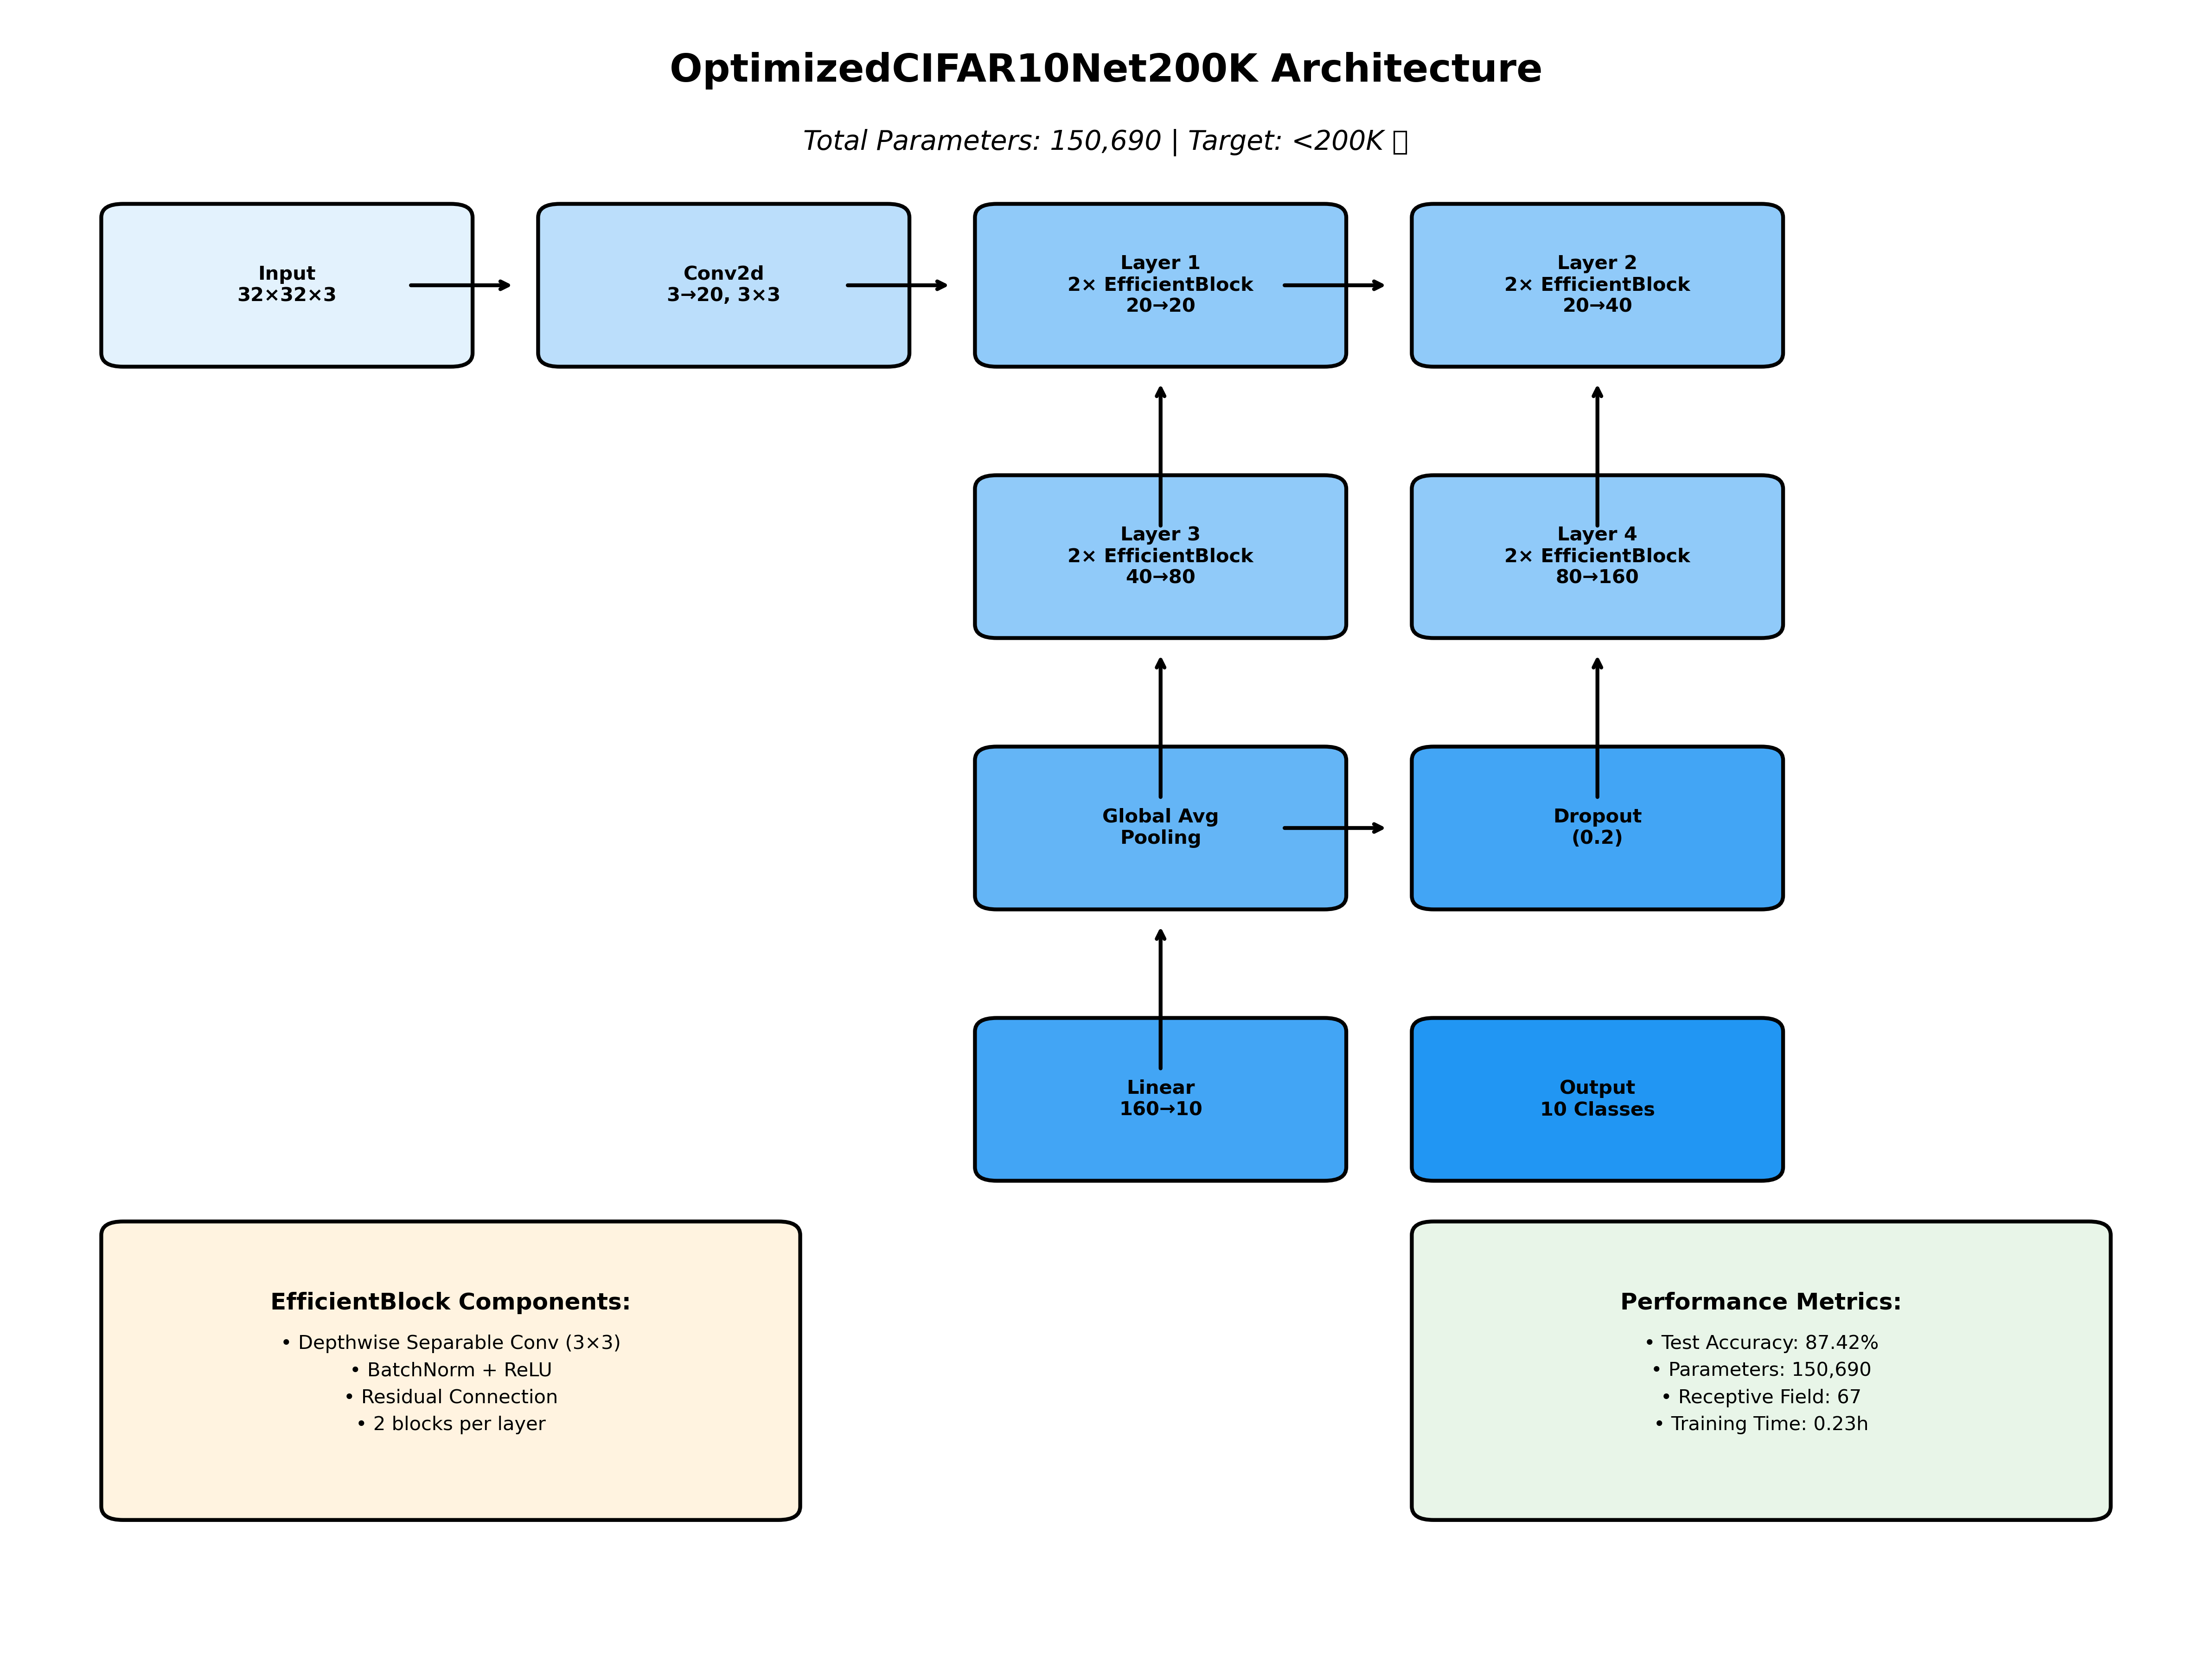 OptimizedCIFAR10Net200K Architecture
Total Parameters: 150,690 | Target: <200K
Input
32×32×3
Conv2d
3→20, 3×3
Layer 1
2× EfficientBlock
20→20
Layer 2
2× EfficientBlock
20→40
Layer 3
2× EfficientBlock
40→80
Layer 4
2× EfficientBlock
80→160
Global Avg
Pooling
Dropout
(0.2)
Linear
160→10
Output
10 Classes
EfficientBlock Components:
• Depthwise Separable Conv (3×3)
• BatchNorm + ReLU
• Residual Connection
• 2 blocks per layer
Performance Metrics:
• Test Accuracy: 87.42%
• Parameters: 150,690
• Receptive Field: 67
• Training Time: 0.23h